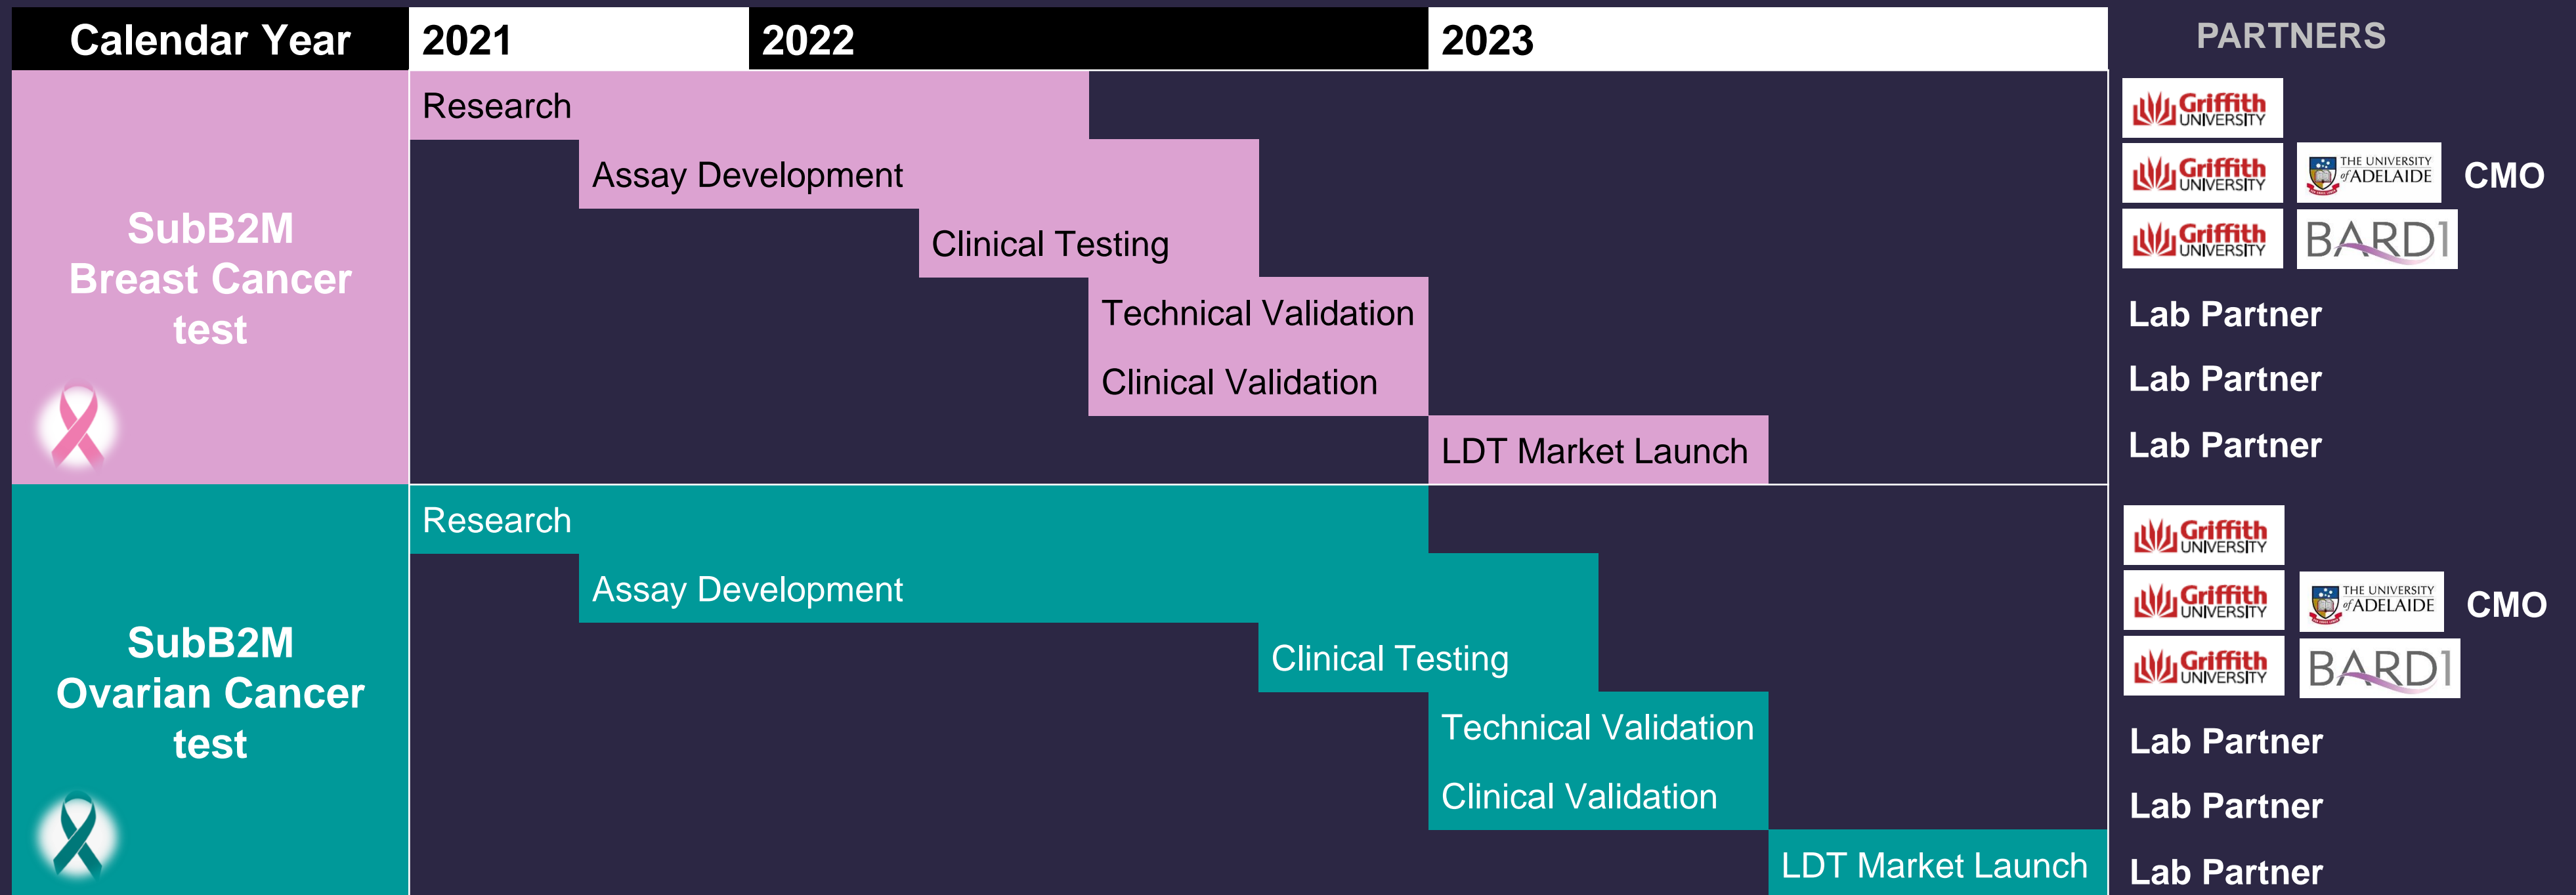 Calendar Year 2021 2022 2023 PARTNERS
SubB2M
Breast Cancer
test
Research
Griffith
UNIVERSITY
Assay Development
Griffith
UNIVERSITY
THE UNIVERSITY
of ADELAIDE
CMO
Clinical Testing
Griffith
UNIVERSITY
BARD1
Technical Validation
Lab Partner
Clinical Validation
Lab Partner
LDT Market Launch
Lab Partner
SubB2M
Ovarian Cancer
test
Research
Griffith
UNIVERSITY
Assay Development
Griffith
UNIVERSITY
THE UNIVERSITY
of ADELAIDE
CMO
Clinical Testing
Griffith
UNIVERSITY
BARD1
Technical Validation
Lab Partner
Clinical Validation
Lab Partner
LDT Market Launch
Lab Partner